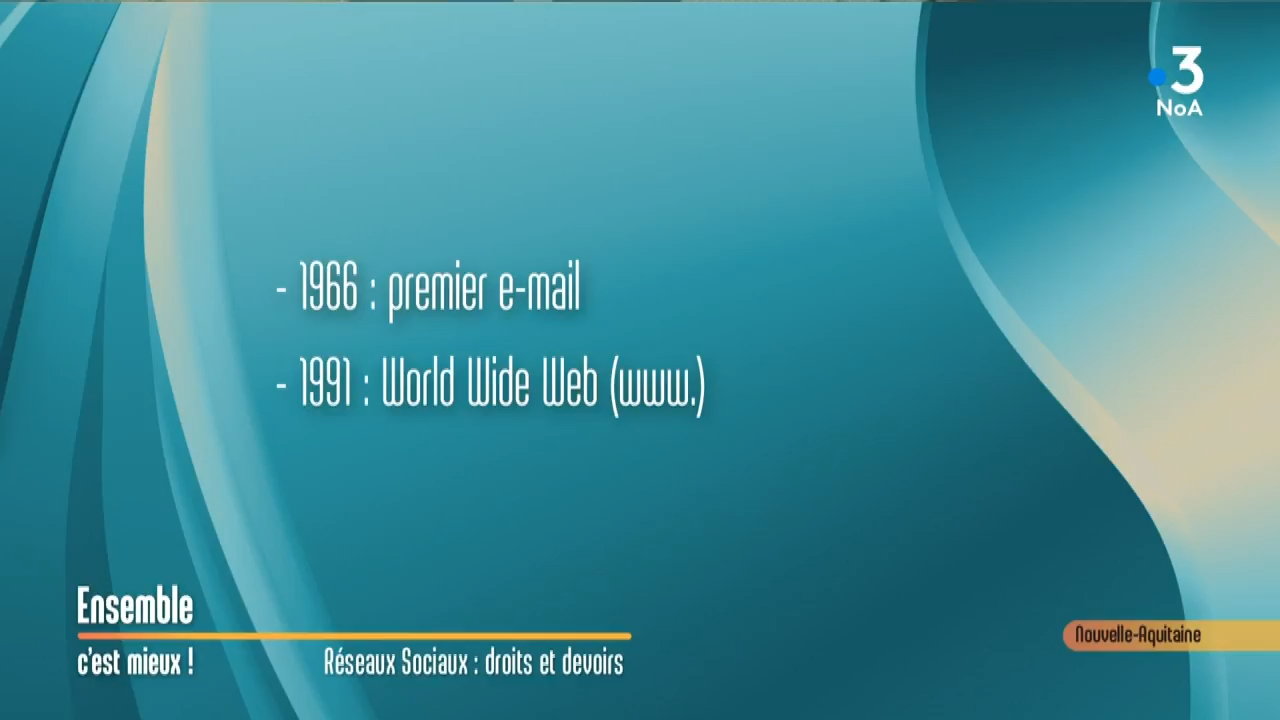 3
NoA
- 1966 : premier e-mail
- 1991 : World Wide Web (www.)
Ensemble
c'est mieux !
Réseaux Sociaux : droits et devoirs
Nouvelle-Aquitaine